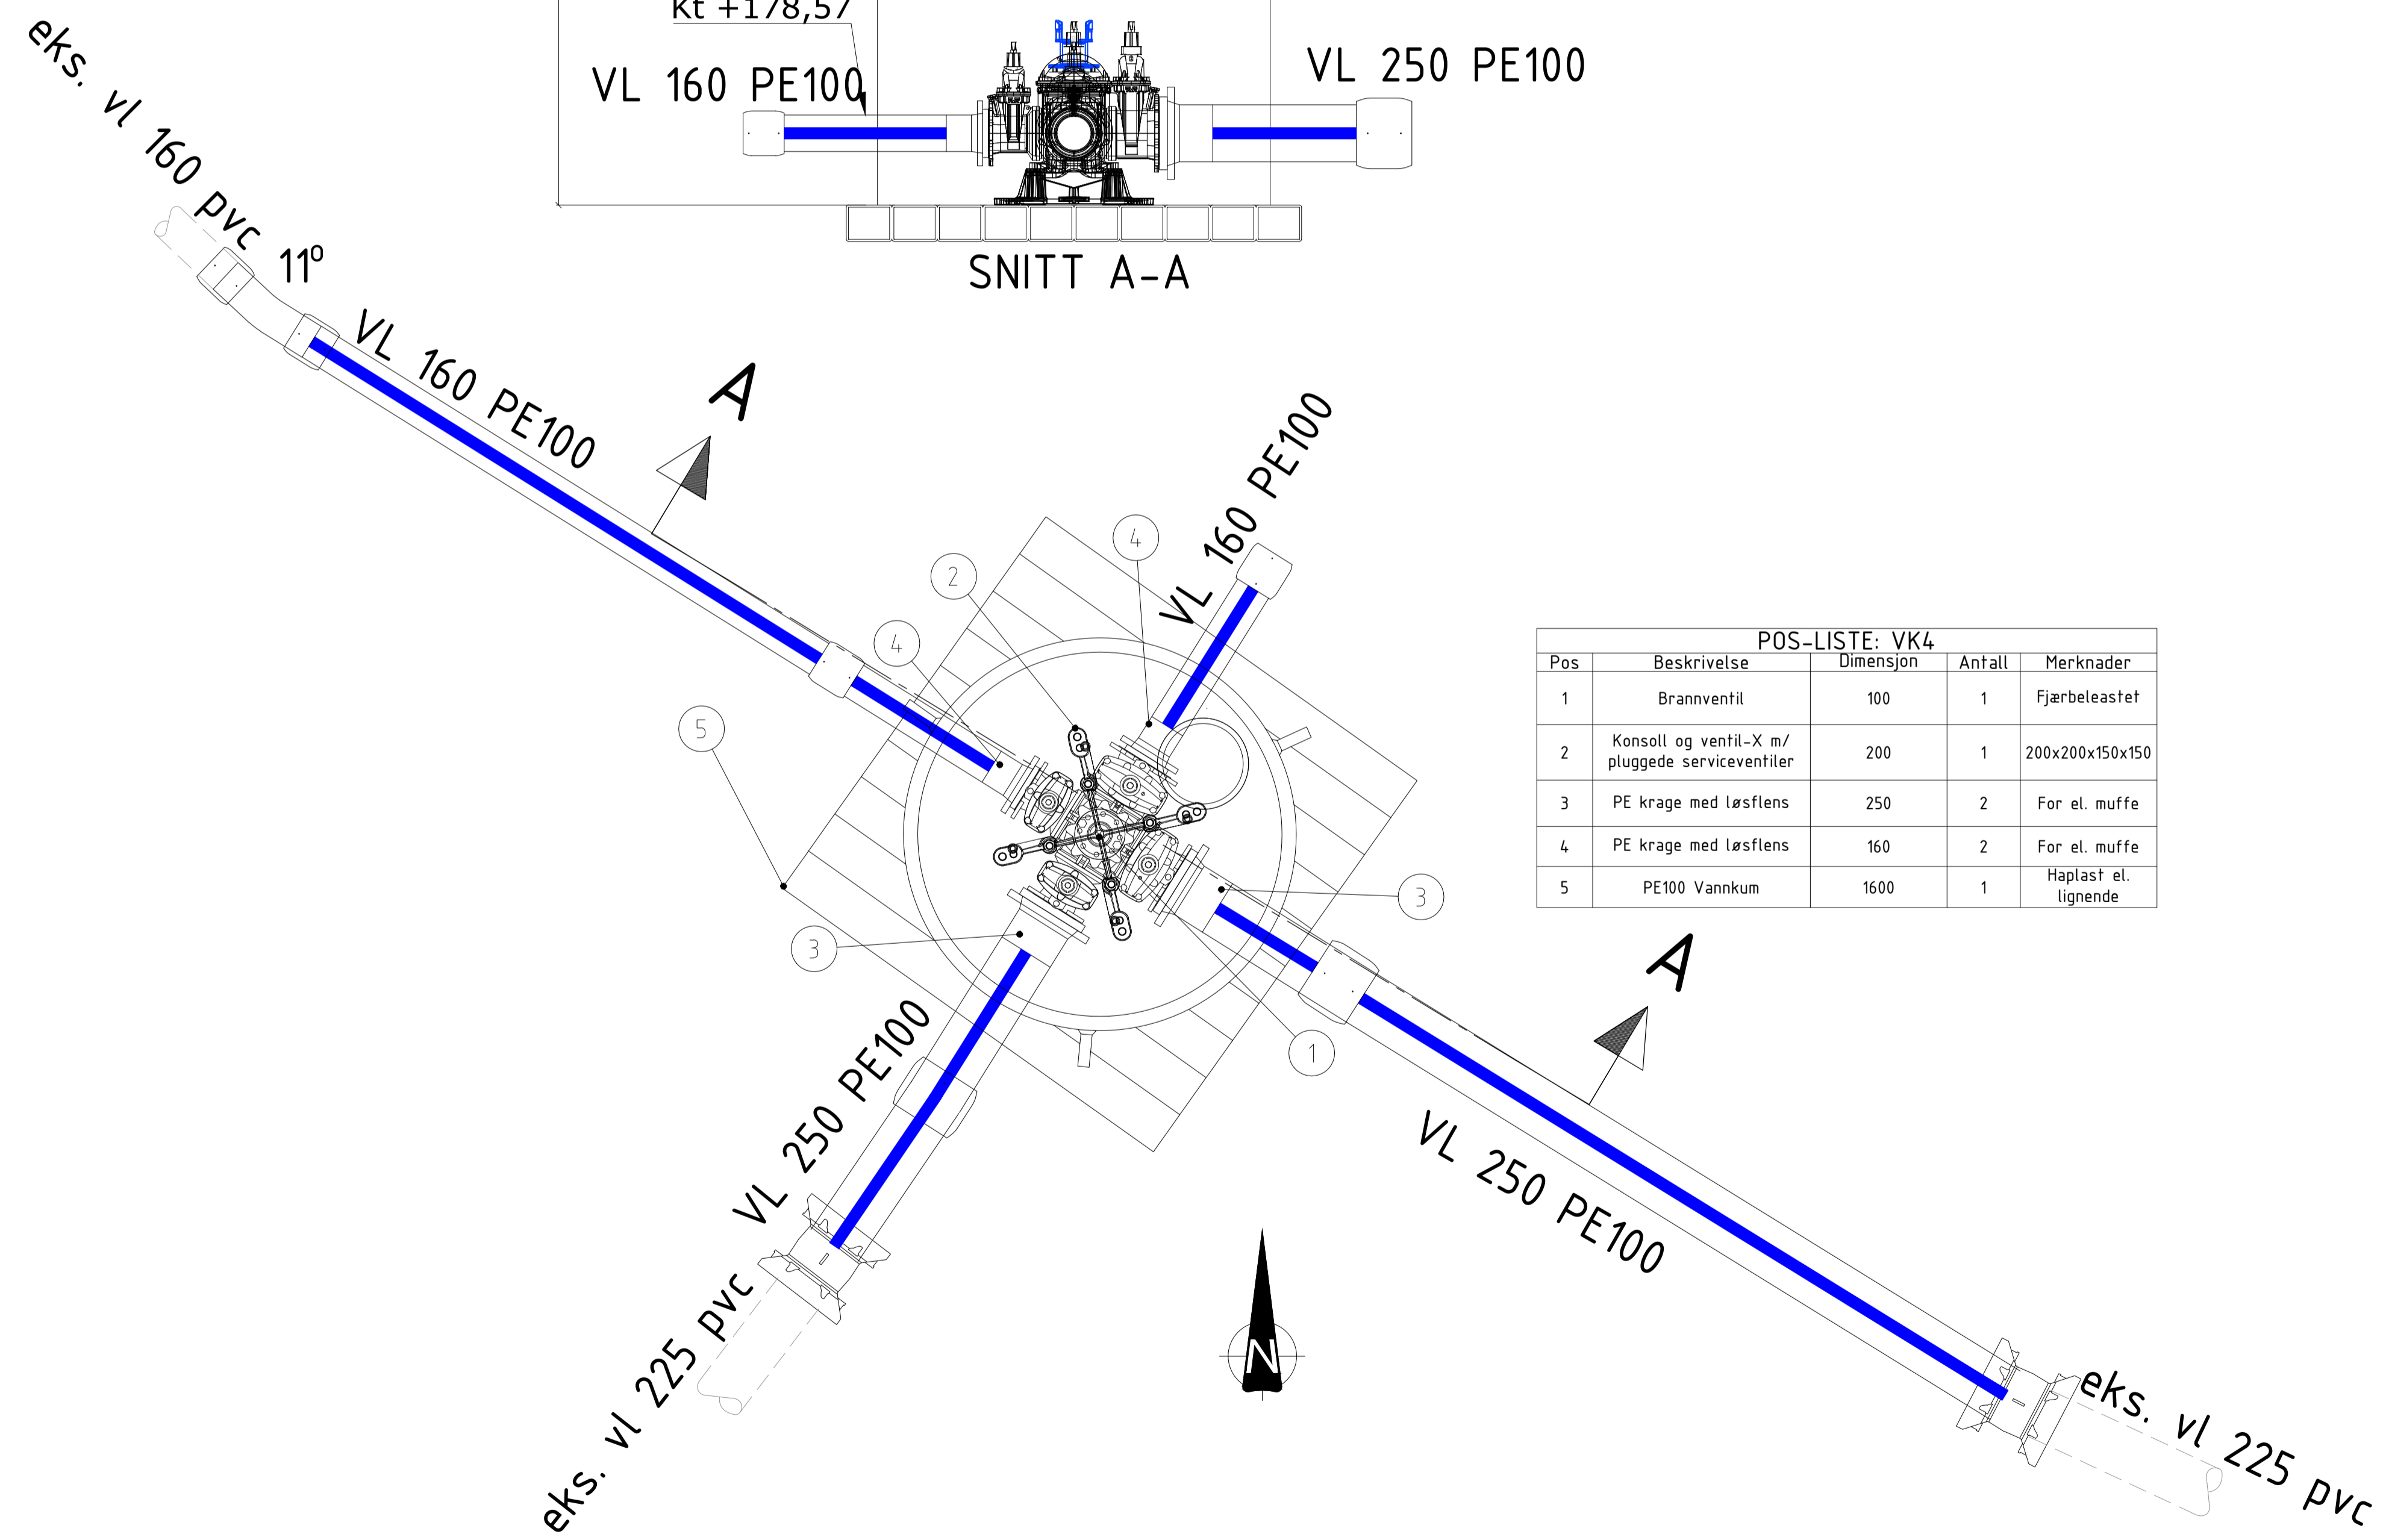 Kt +178,57
VL 160 PE100
VL 250 PE100
SNITT A-A
eks. vl 160 pvc
11°
VL 160 PE100
A
VL 160 PE100
4
2
4
5
3
3
1
POS-LISTE: VK4
Pos Beskrivelse Dimensjon Antall Merknader
1 Brannventil 100 1 Fjærbeleastet
2 Konsoll og ventil-X m/ pluggede serviceventiler 200 1 200x200x150x150
3 PE krage med løsflens 250 2 For el. muffe
4 PE krage med løsflens 160 2 For el. muffe
5 PE100 Vannkum 1600 1 Haplast el. lignende
A
VL 250 PE100
VL 250 PE100
N
eks. vl 225 pvc
eks. vl 225 pvc